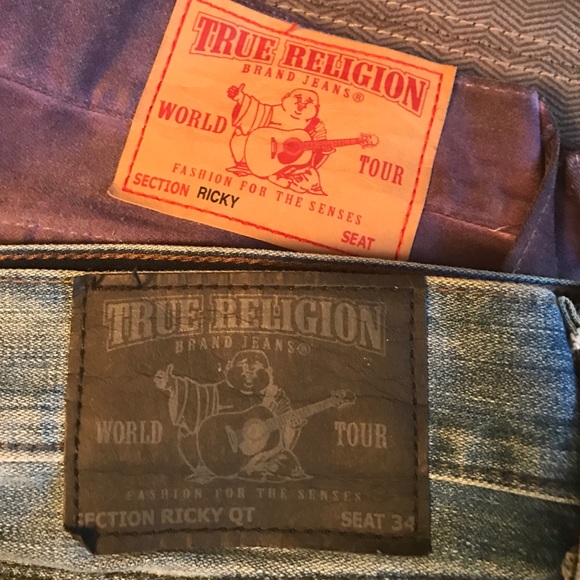 TRUE RELIGION
BRAND JEANS®
WORLD TOUR
FASHION FOR THE SENSES
SECTION RICKY
SEAT
TRUE RELIGION
BRAND JEANS®
WORLD TOUR
FASHION FOR THE SENSES
ECTION RICKY QT SEAT 34